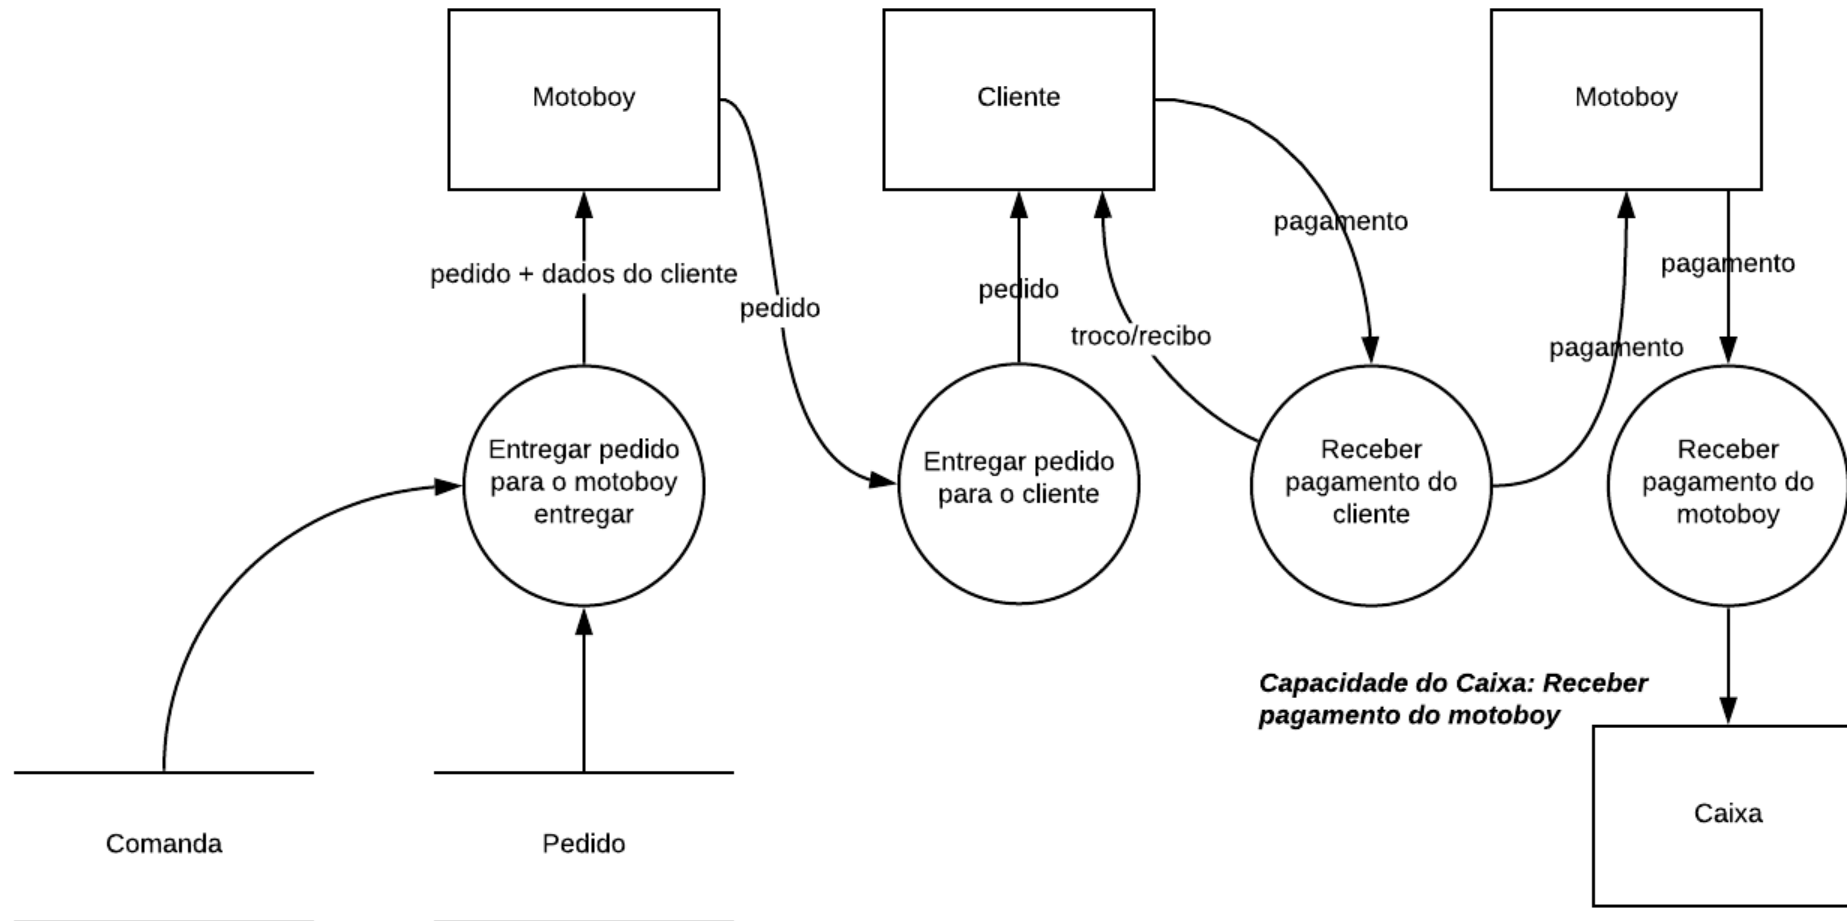 Motoboy
Cliente
Motoboy
pedido + dados do cliente
pedido
pedido
troco/recibo
pagamento
pagamento
pagamento
Entregar pedido
para o motoboy
entregar
Entregar pedido
para o cliente
Receber
pagamento do
cliente
Receber
pagamento do
motoboy
Capacidade do Caixa: Receber
pagamento do motoboy
Comanda
Pedido
Caixa